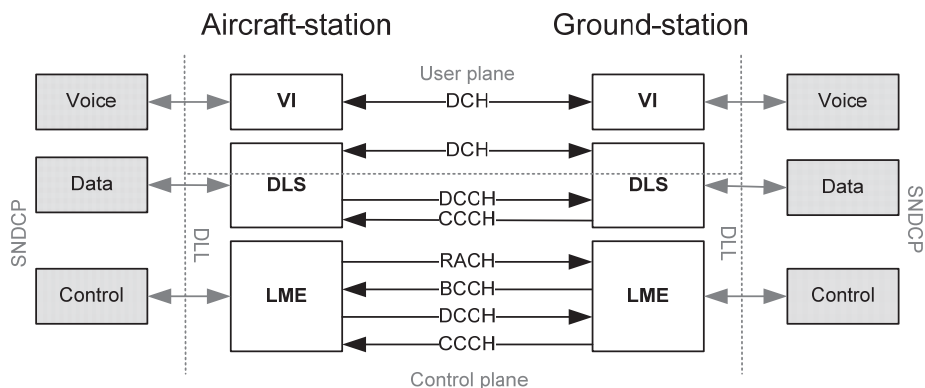 Aircraft-station Ground-station
User plane
Voice VI DCH VI Voice
DCH
Data DLS DLS Data
DCCH
CCCH
SNDCP DLL DLL SNDCP
RACH
Control LME BCCH LME Control
DCCH
CCCH
Control plane